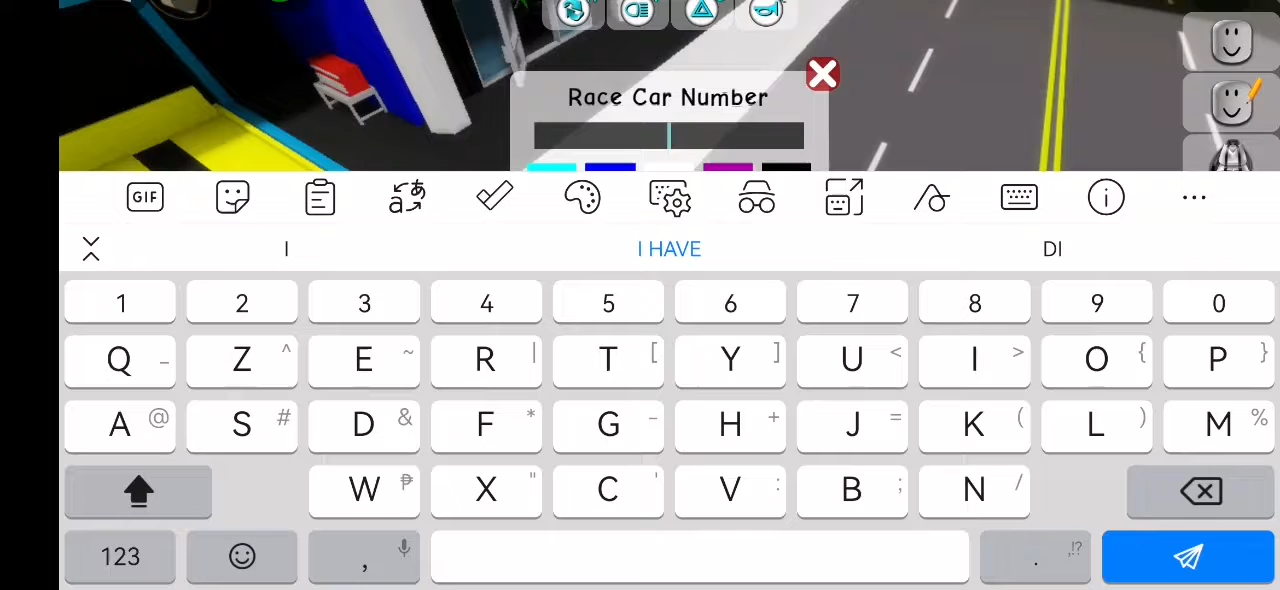 Race Car Number
GIF
I I HAVE DI
1 2 3 4 5 6 7 8 9 0
Q _ Z ^ E ~ R | T [ Y ] U < I > O { P }
A @ S # D & F * G - H + J = K ( L ) M %
W ₱ X " C ' V : B ; N /
123 , . ,!?